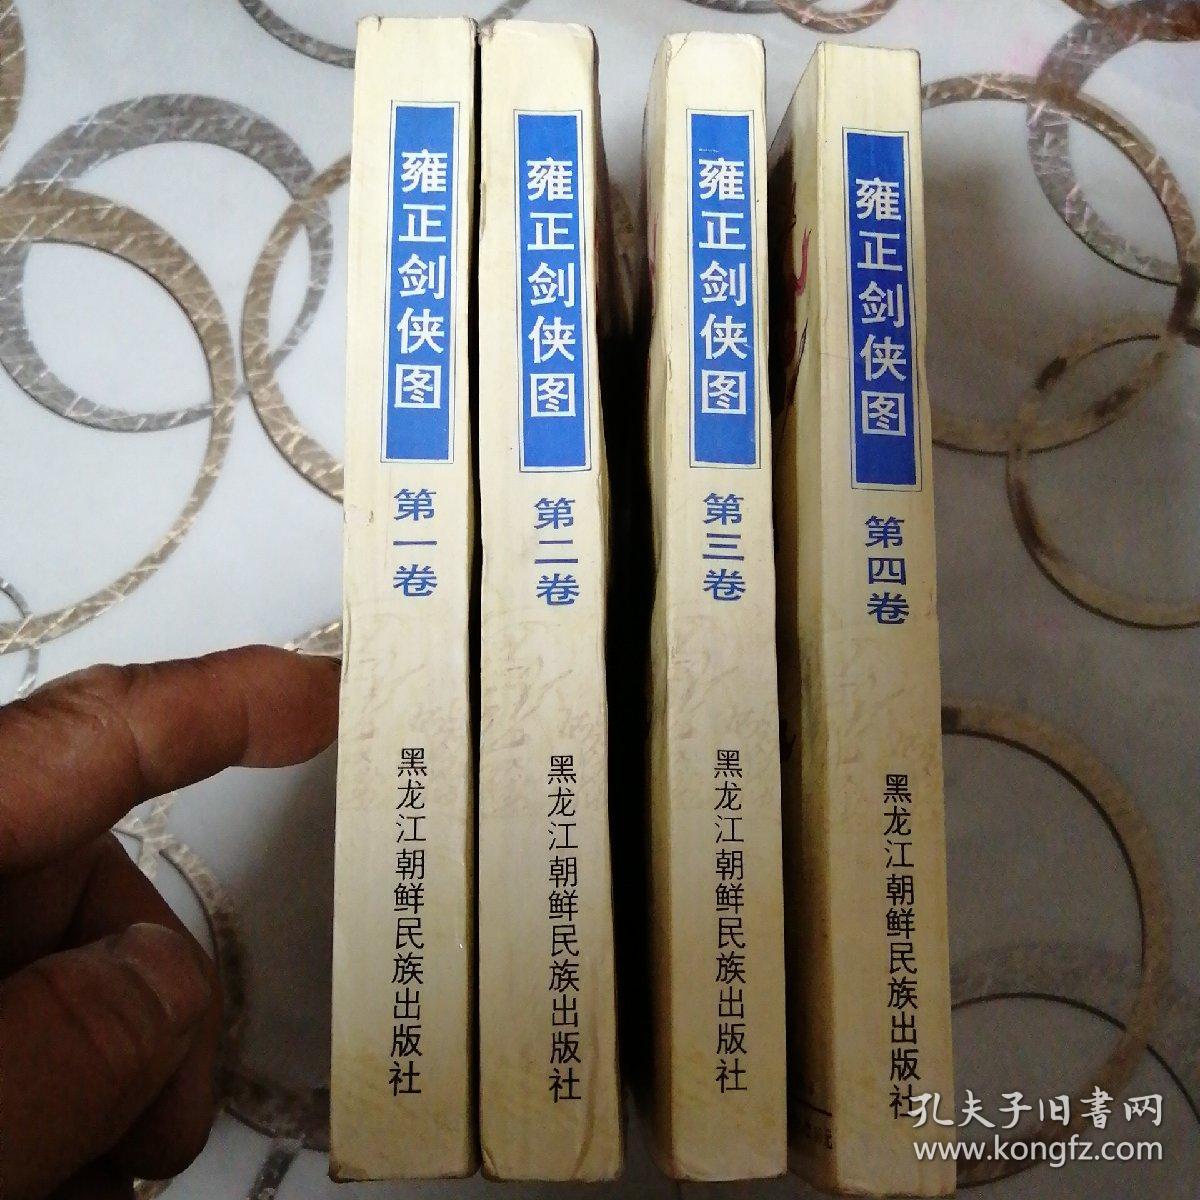 雍正剑侠图
第一卷
黑龙江朝鲜民族出版社
雍正剑侠图
第二卷
黑龙江朝鲜民族出版社
雍正剑侠图
第三卷
黑龙江朝鲜民族出版社
雍正剑侠图
第四卷
黑龙江朝鲜民族出版社
孔夫子旧書网
www.kongfz.com